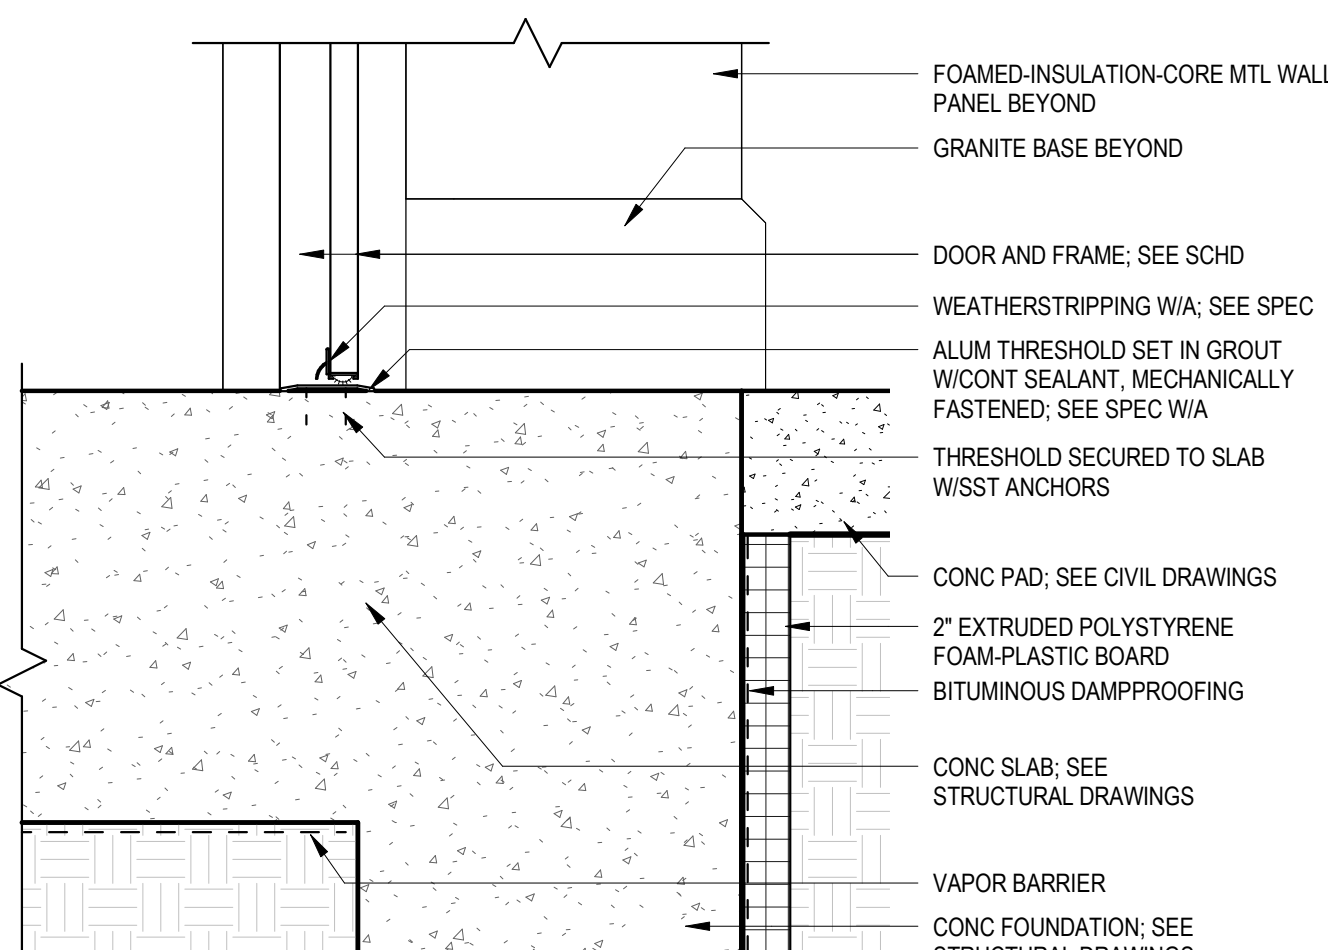 FOAMED-INSULATION-CORE MTL WALL
PANEL BEYOND
GRANITE BASE BEYOND
DOOR AND FRAME; SEE SCHD
WEATHERSTRIPPING W/A; SEE SPEC
ALUM THRESHOLD SET IN GROUT
W/CONT SEALANT, MECHANICALLY
FASTENED; SEE SPEC W/A
THRESHOLD SECURED TO SLAB
W/SST ANCHORS
CONC PAD; SEE CIVIL DRAWINGS
2" EXTRUDED POLYSTYRENE
FOAM-PLASTIC BOARD
BITUMINOUS DAMPPROOFING
CONC SLAB; SEE
STRUCTURAL DRAWINGS
VAPOR BARRIER
CONC FOUNDATION; SEE
STRUCTURAL DRAWINGS